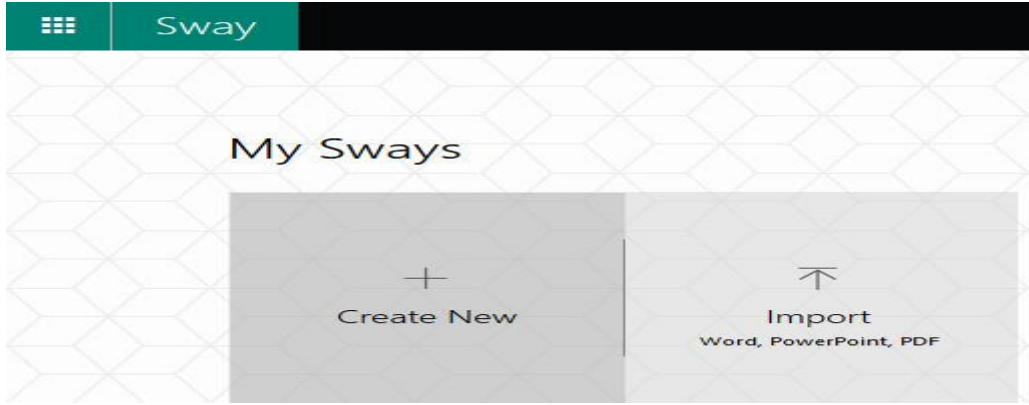 Sway
My Sways
Create New
Import
Word, PowerPoint, PDF